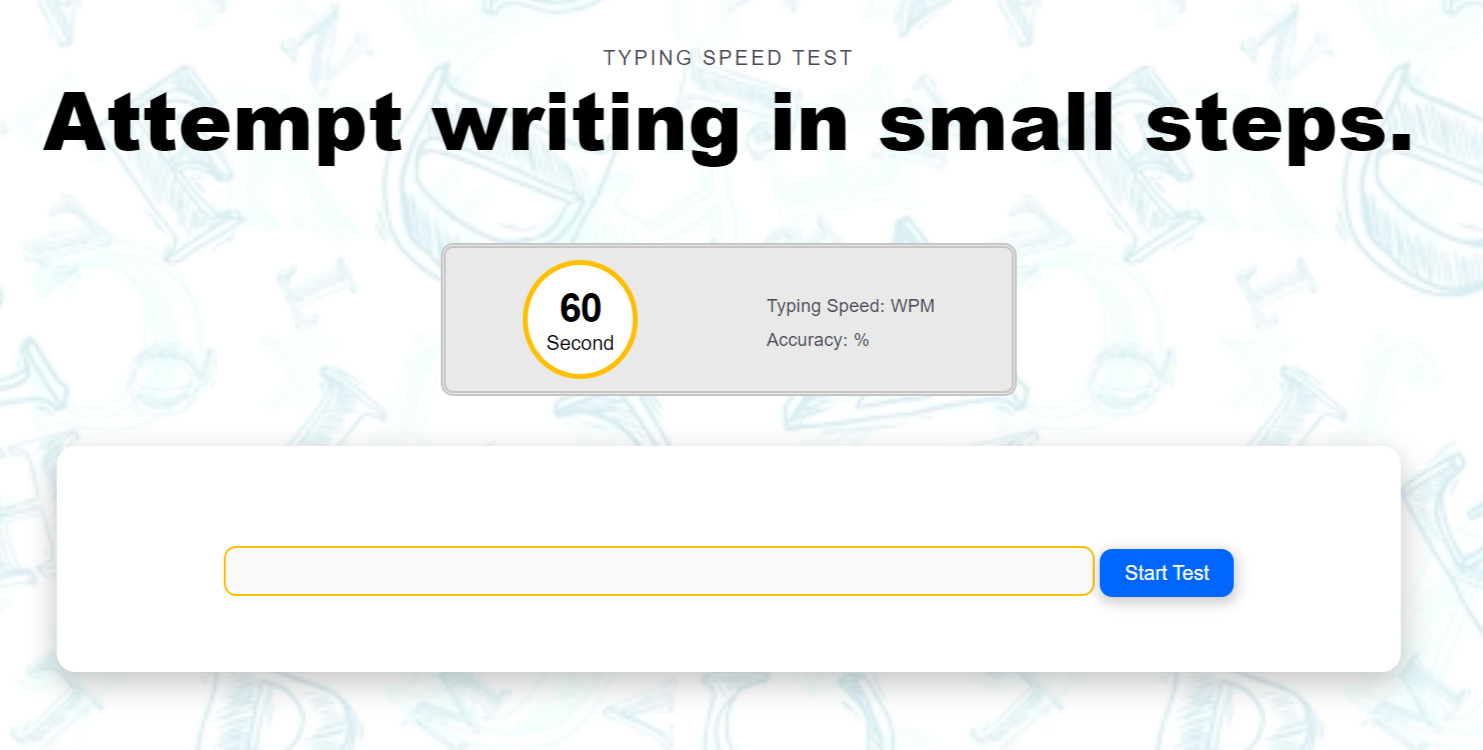 TYPING SPEED TEST
Attempt writing in small steps.
60
Second
Typing Speed: WPM
Accuracy: %
Start Test